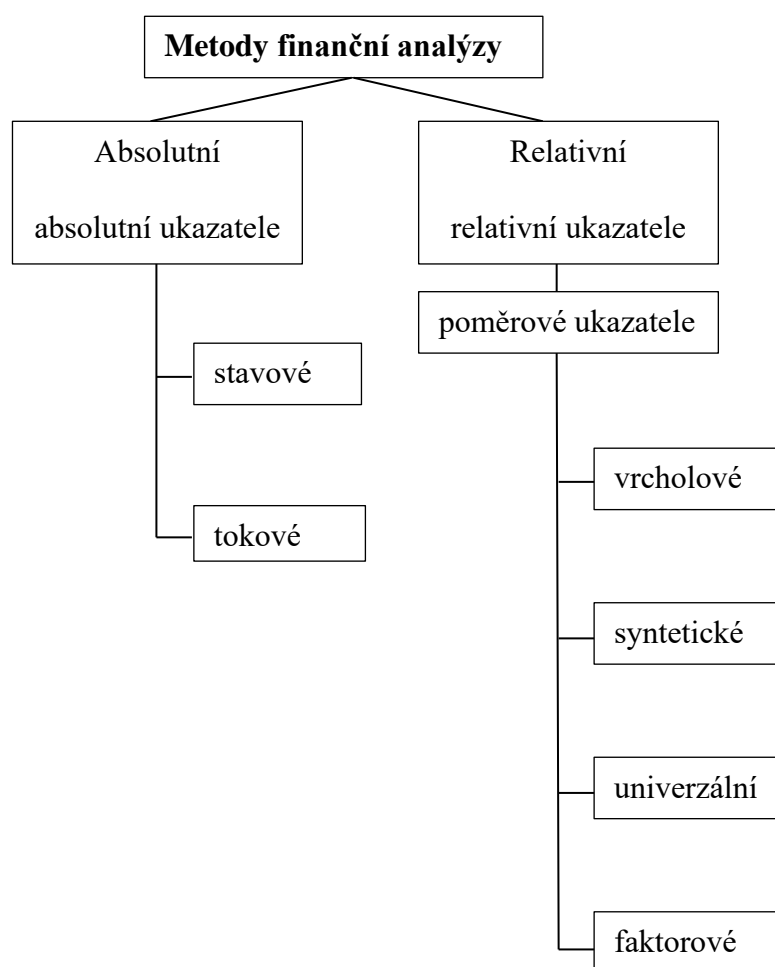 Metody finanční analýzy
Absolutní
absolutní ukazatele
Relativní
relativní ukazatele
poměrové ukazatele
stavové
tokové
vrcholové
syntetické
univerzální
faktorové